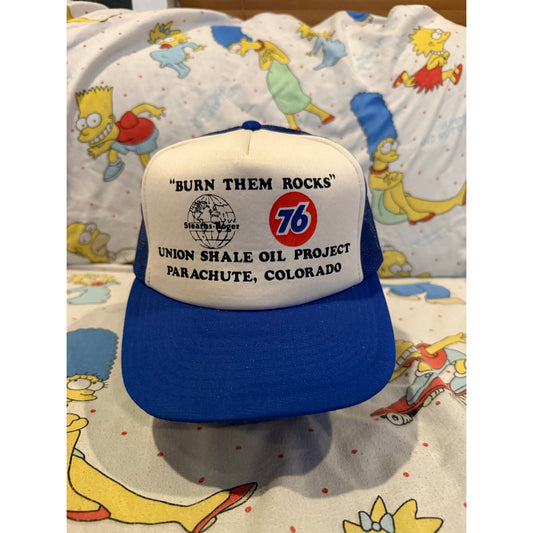 "BURN THEM ROCKS"
Stearns-Roger
76
UNION SHALE OIL PROJECT
PARACHUTE, COLORADO